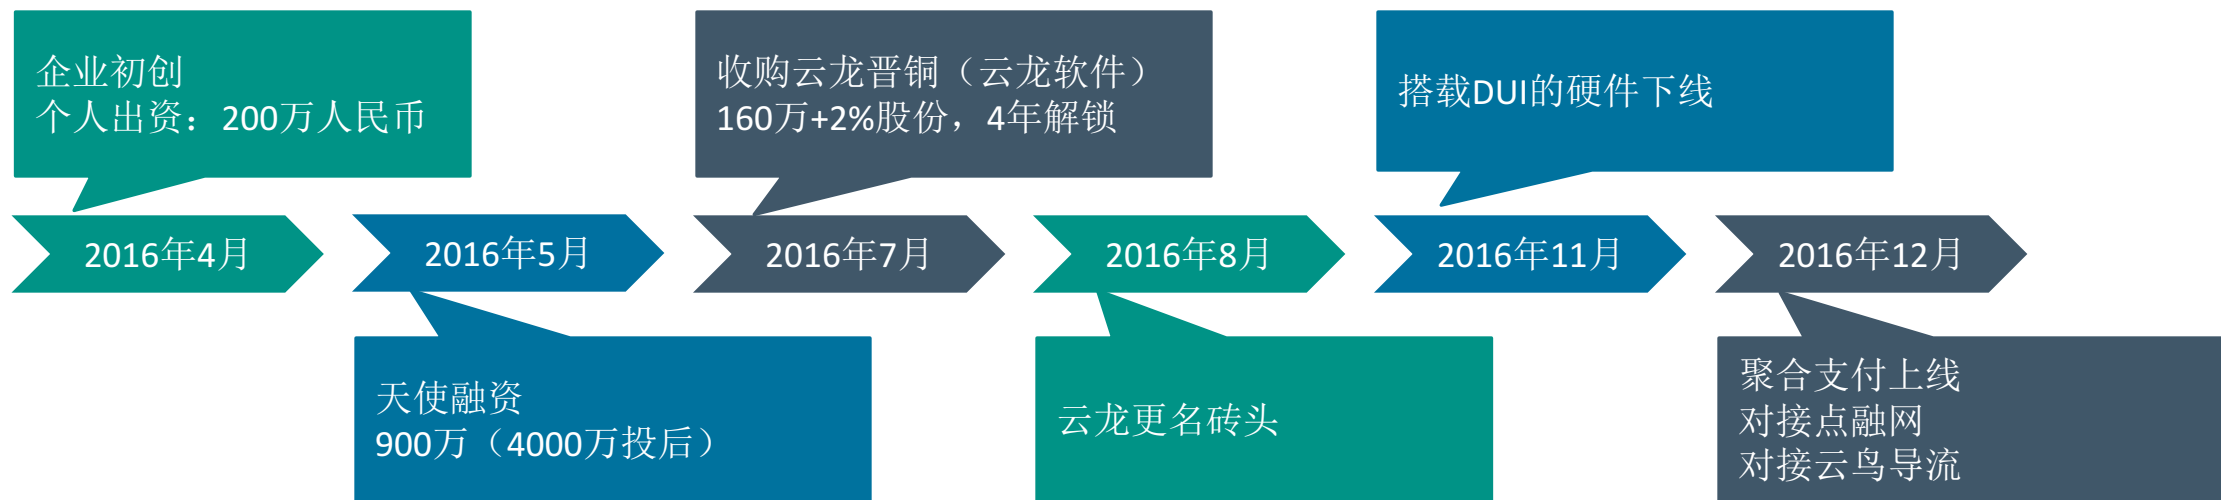 企业初创
个人出资：200万人民币
收购云龙晋铜（云龙软件）
160万+2%股份，4年解锁
搭载DUI的硬件下线
2016年4月
2016年5月
2016年7月
2016年8月
2016年11月
2016年12月
天使融资
900万（4000万投后）
云龙更名砖头
聚合支付上线
对接点融网
对接云鸟导流